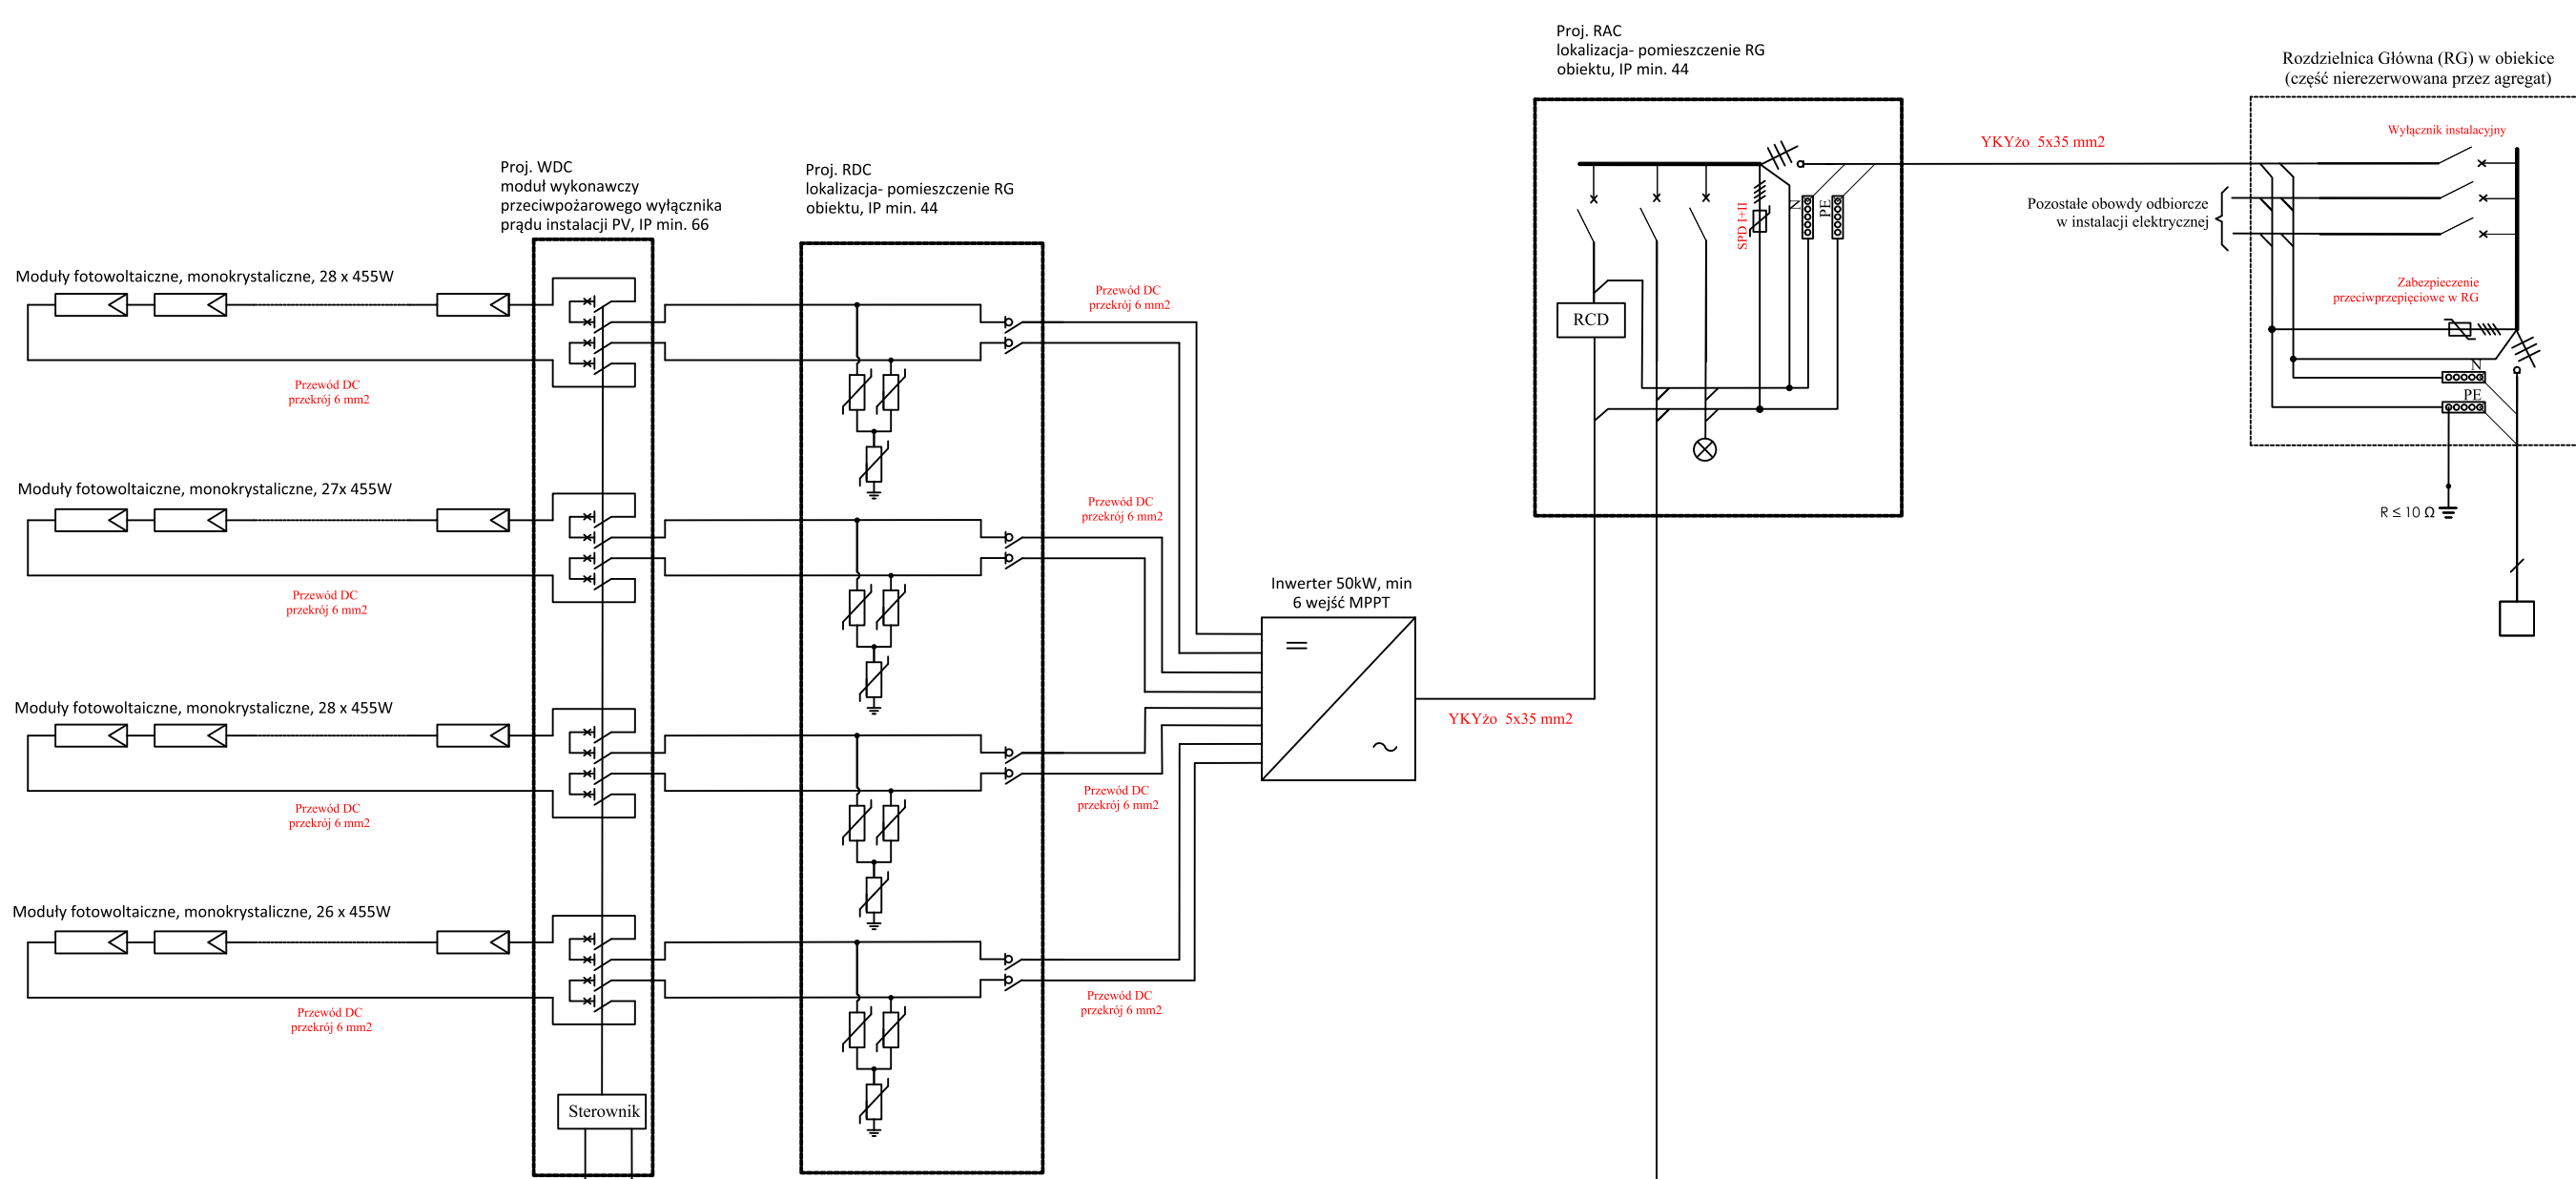 Proj. RAC
lokalizacja- pomieszczenie RG
obiektu, IP min. 44
Rozdzielnica Główna (RG) w obiekice
(część nierezerwowana przez agregat)
Wyłącznik instalacyjny
YKYżo 5x35 mm2
Proj. WDC
moduł wykonawczy
przeciwpożarowego wyłącznika
prądu instalacji PV, IP min. 66
Proj. RDC
lokalizacja- pomieszczenie RG
obiektu, IP min. 44
Pozostałe obowdy odbiorcze
w instalacji elektrycznej
SPD I+II
N
PE
Moduły fotowoltaiczne, monokrystaliczne, 28 x 455W
Przewód DC
przekrój 6 mm2
Zabezpieczenie
przeciwprzepięciowe w RG
RCD
N
PE
Przewód DC
przekrój 6 mm2
Moduły fotowoltaiczne, monokrystaliczne, 27x 455W
Przewód DC
przekrój 6 mm2
R ≤ 10 Ω
Przewód DC
przekrój 6 mm2
Inwerter 50kW, min
6 wejść MPPT
Moduły fotowoltaiczne, monokrystaliczne, 28 x 455W
YKYżo 5x35 mm2
Przewód DC
przekrój 6 mm2
Przewód DC
przekrój 6 mm2
Moduły fotowoltaiczne, monokrystaliczne, 26 x 455W
Przewód DC
przekrój 6 mm2
Przewód DC
przekrój 6 mm2
Sterownik